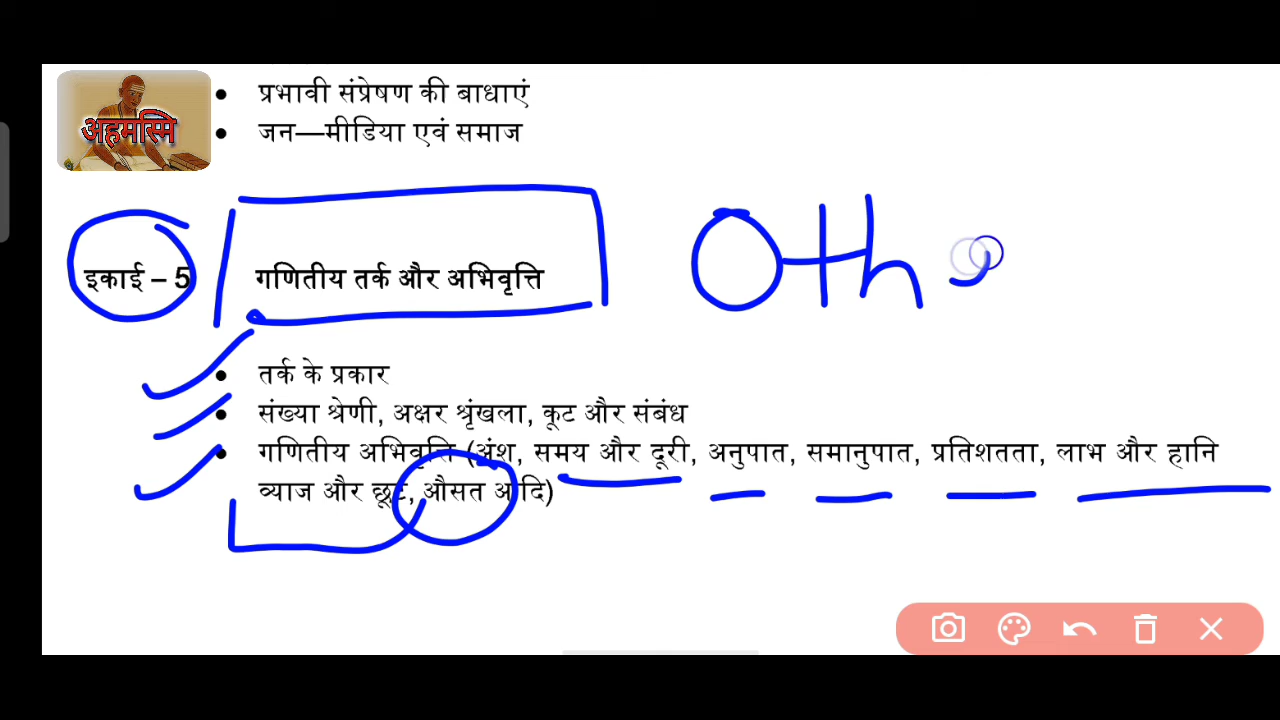 प्रभावी संप्रेषण की बाधाएं
अहमस्मि
जन—मीडिया एवं समाज
इकाई – 5 गणितीय तर्क और अभिवृत्ति
Oth
तर्क के प्रकार
संख्या श्रेणी, अक्षर श्रृंखला, कूट और संबंध
गणितीय अभिवृत्ति (अंश, समय और दूरी, अनुपात, समानुपात, प्रतिशतता, लाभ और हानि
व्याज और छूट, औसत आदि)